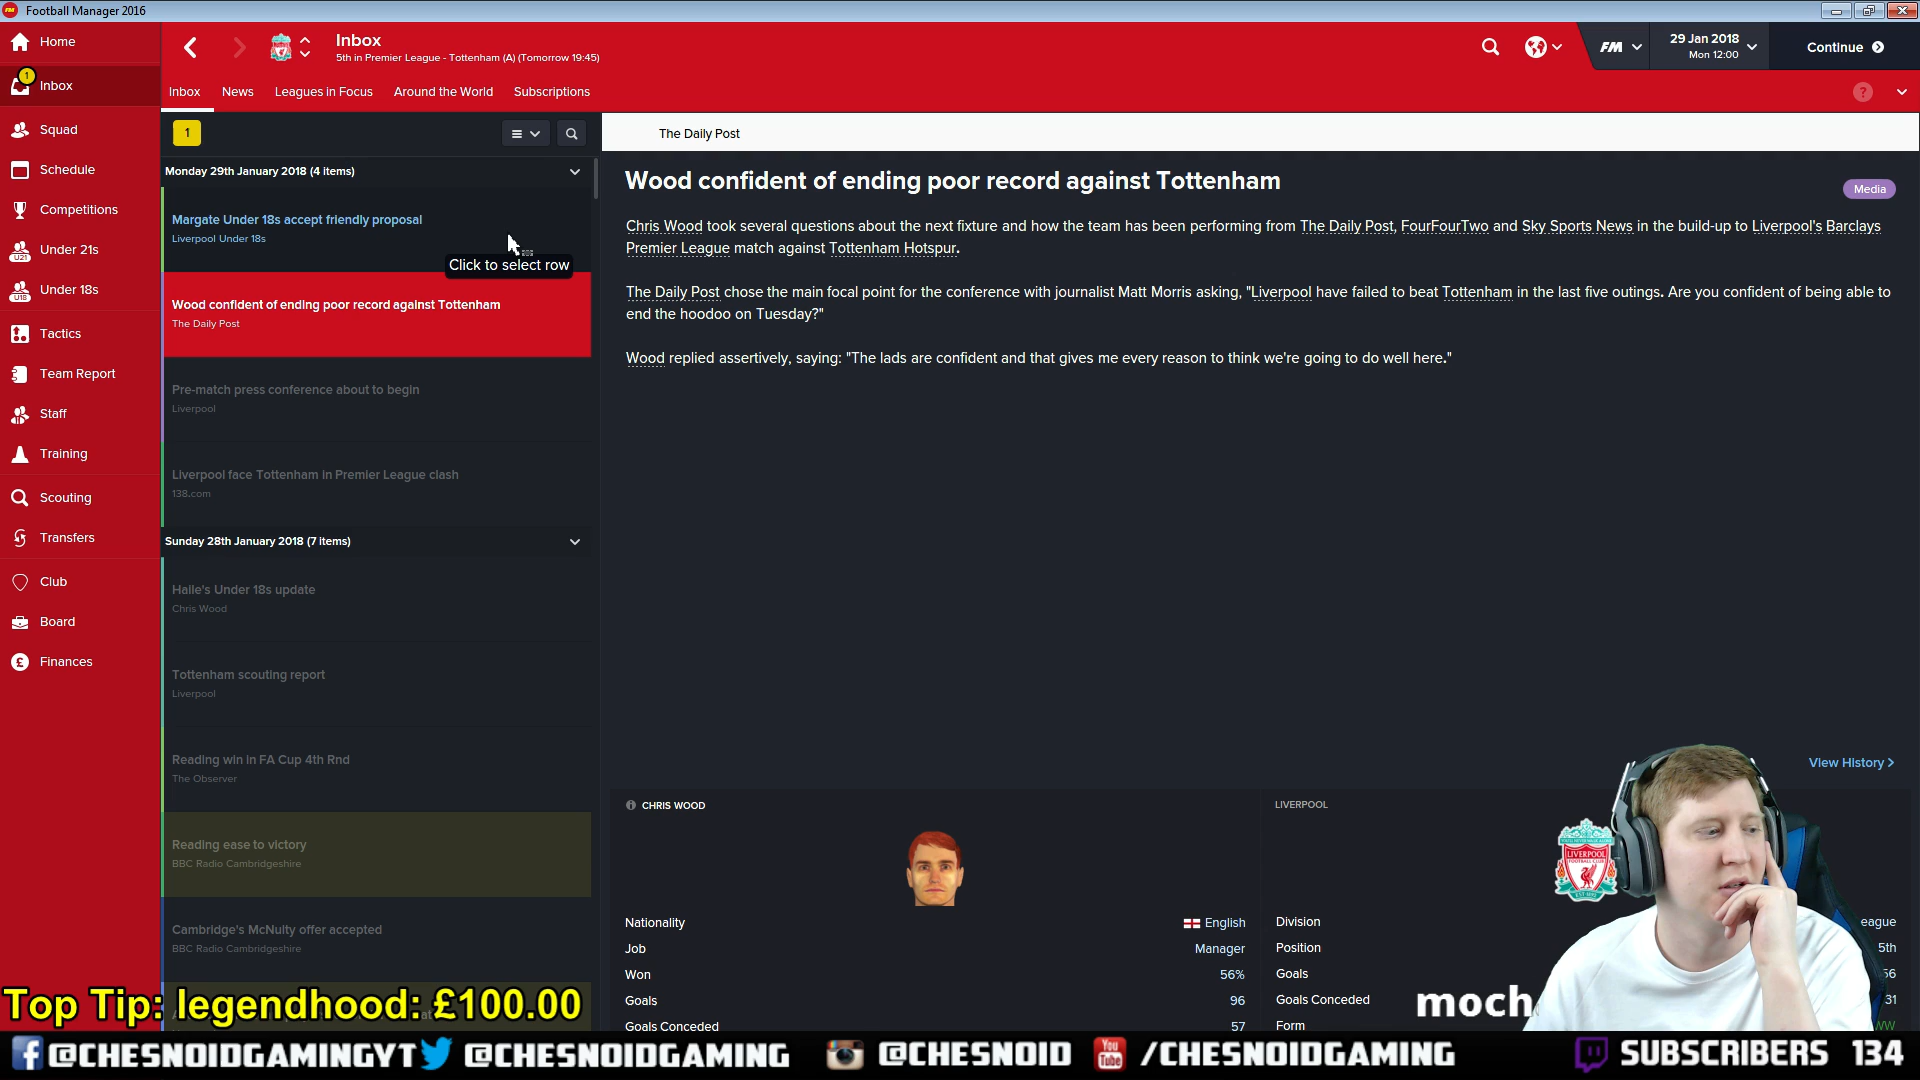 Football Manager 2016
Home
1
Inbox
Squad
Schedule
Competitions
Under 21s
Under 18s
Tactics
Team Report
Staff
Training
Scouting
Transfers
Club
Board
Finances
Inbox
5th in Premier League - Tottenham (A) (Tomorrow 19:45)
FM
29 Jan 2018
Mon 12:00
Continue
Inbox News Leagues in Focus Around the World Subscriptions
?
1
Monday 29th January 2018 (4 items)
Margate Under 18s accept friendly proposal
Liverpool Under 18s
Click to select row
Wood confident of ending poor record against Tottenham
The Daily Post
Pre-match press conference about to begin
Liverpool
Liverpool face Tottenham in Premier League clash
138.com
Sunday 28th January 2018 (7 items)
Haile's Under 18s update
Chris Wood
Tottenham scouting report
Liverpool
Reading win in FA Cup 4th Rnd
The Observer
Reading ease to victory
BBC Radio Cambridgeshire
Cambridge's McNulty offer accepted
BBC Radio Cambridgeshire
The Daily Post
Wood confident of ending poor record against Tottenham
Media
Chris Wood took several questions about the next fixture and how the team has been performing from The Daily Post, FourFourTwo and Sky Sports News in the build-up to Liverpool's Barclays
Premier League match against Tottenham Hotspur.
The Daily Post chose the main focal point for the conference with journalist Matt Morris asking, "Liverpool have failed to beat Tottenham in the last five outings. Are you confident of being able to
end the hoodoo on Tuesday?"
Wood replied assertively, saying: "The lads are confident and that gives me every reason to think we're going to do well here."
View History >
CHRIS WOOD
Nationality English
Job Manager
Won 56%
Goals 96
Goals Conceded 57
LIVERPOOL
LIVERPOOL
Division eague
Position 5th
Goals 56
Goals Conceded 31
Form WW
moch
Top Tip: legendhood: £100.00
@CHESNOIDGAMINGYT @CHESNOIDGAMING @CHESNOID /CHESNOIDGAMING SUBSCRIBERS 134